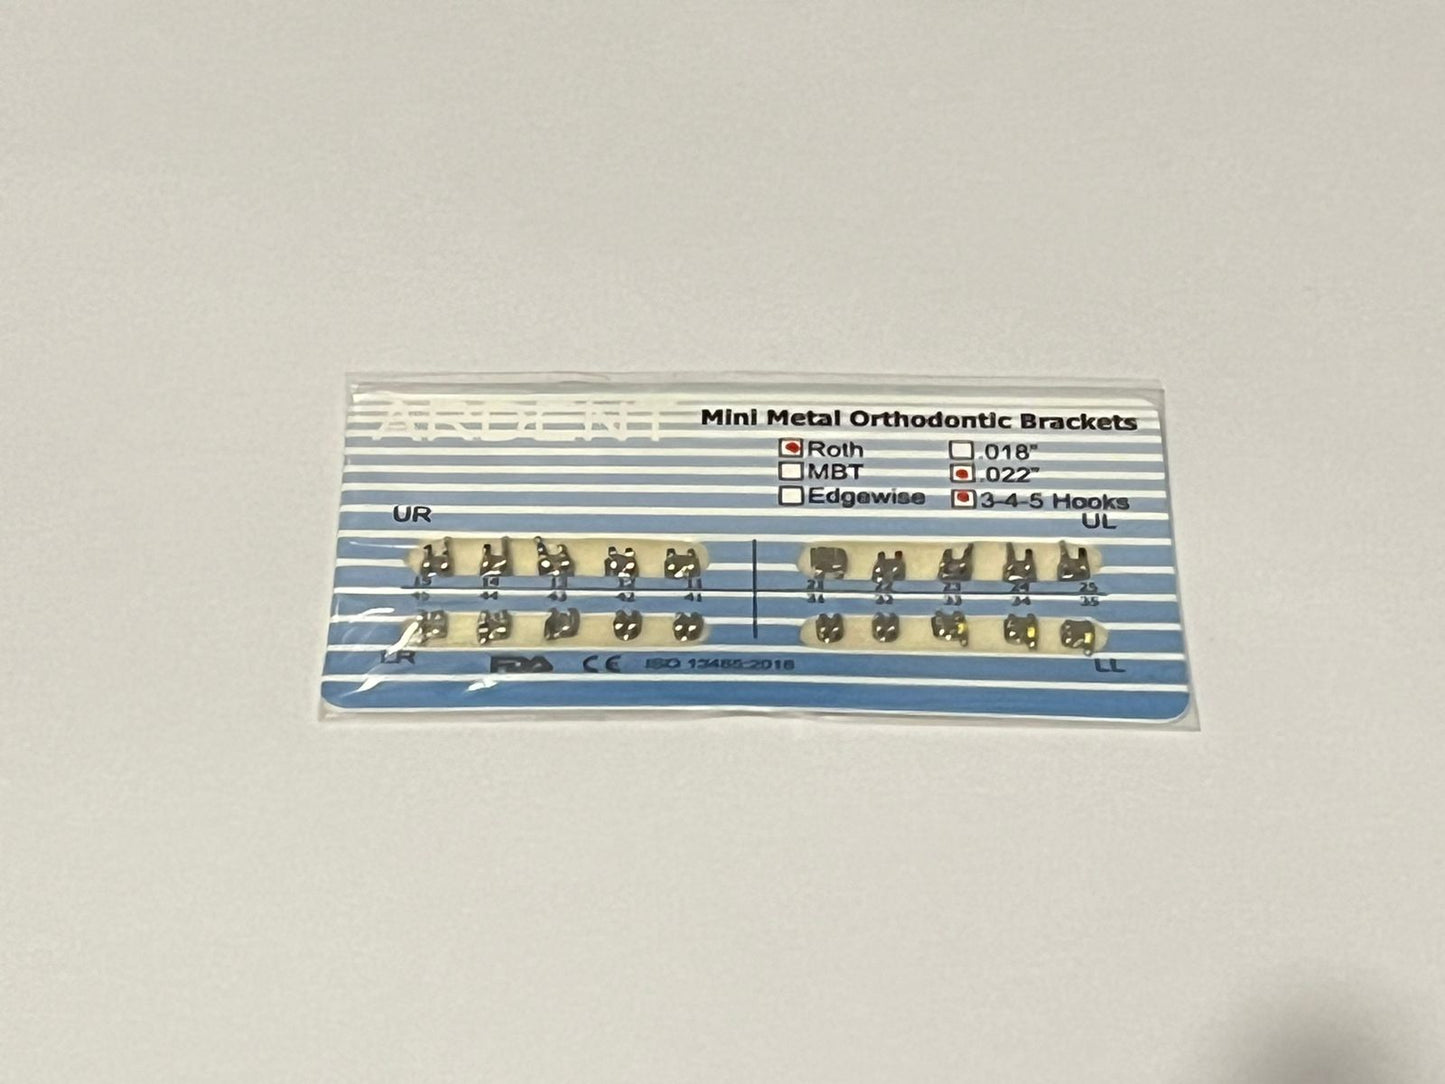 ARDENT
Mini Metal Orthodontic Brackets
Roth .018"
MBT .022"
Edgewise 3-4-5 Hooks
UR UL
15 14 13 12 11 21 22 23 24 25
45 44 43 42 41 31 32 33 34 35
LR FDA CE ISO 13485:2016 LL